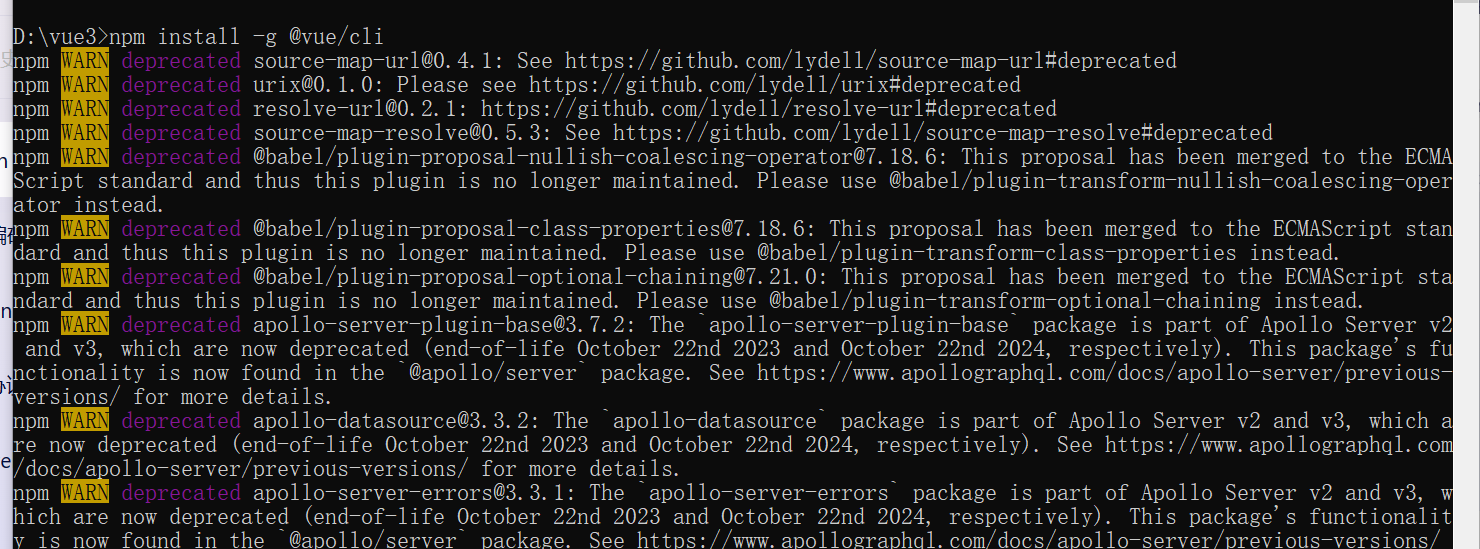 D:\vue3>npm install -g @vue/cli
npm WARN deprecated source-map-url@0.4.1: See https://github.com/lydell/source-map-url#deprecated
npm WARN deprecated urix@0.1.0: Please see https://github.com/lydell/urix#deprecated
npm WARN deprecated resolve-url@0.2.1: https://github.com/lydell/resolve-url#deprecated
npm WARN deprecated source-map-resolve@0.5.3: See https://github.com/lydell/source-map-resolve#deprecated
npm WARN deprecated @babel/plugin-proposal-nullish-coalescing-operator@7.18.6: This proposal has been merged to the ECMA
Script standard and thus this plugin is no longer maintained. Please use @babel/plugin-transform-nullish-coalescing-oper
ator instead.
npm WARN deprecated @babel/plugin-proposal-class-properties@7.18.6: This proposal has been merged to the ECMAScript stan
dard and thus this plugin is no longer maintained. Please use @babel/plugin-transform-class-properties instead.
npm WARN deprecated @babel/plugin-proposal-optional-chaining@7.21.0: This proposal has been merged to the ECMAScript sta
ndard and thus this plugin is no longer maintained. Please use @babel/plugin-transform-optional-chaining instead.
npm WARN deprecated apollo-server-plugin-base@3.7.2: The `apollo-server-plugin-base` package is part of Apollo Server v2
and v3, which are now deprecated (end-of-life October 22nd 2023 and October 22nd 2024, respectively). This package's fu
nctionality is now found in the `@apollo/server` package. See https://www.apollographql.com/docs/apollo-server/previous-
versions/ for more details.
npm WARN deprecated apollo-datasource@3.3.2: The `apollo-datasource` package is part of Apollo Server v2 and v3, which a
re now deprecated (end-of-life October 22nd 2023 and October 22nd 2024, respectively). See https://www.apollographql.com
/docs/apollo-server/previous-versions/ for more details.
npm WARN deprecated apollo-server-errors@3.3.1: The `apollo-server-errors` package is part of Apollo Server v2 and v3, w
hich are now deprecated (end-of-life October 22nd 2023 and October 22nd 2024, respectively). This package's functionalit
y is now found in the `@apollo/server` package. See https://www.apollographql.com/docs/apollo-server/previous-versions/